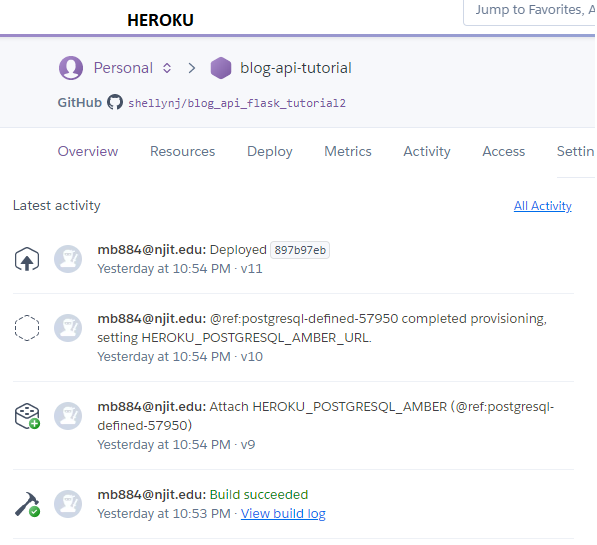 HEROKU
Jump to Favorites, A
Personal
blog-api-tutorial
GitHub shellynj/blog_api_flask_tutorial2
Overview Resources Deploy Metrics Activity Access Settin
Latest activity
All Activity
mb884@njit.edu: Deployed 897b97eb
Yesterday at 10:54 PM · v11
mb884@njit.edu: @ref:postgresql-defined-57950 completed provisioning,
setting HEROKU_POSTGRESQL_AMBER_URL.
Yesterday at 10:54 PM · v10
mb884@njit.edu: Attach HEROKU_POSTGRESQL_AMBER (@ref:postgresql-
defined-57950)
Yesterday at 10:54 PM · v9
mb884@njit.edu: Build succeeded
Yesterday at 10:53 PM · View build log